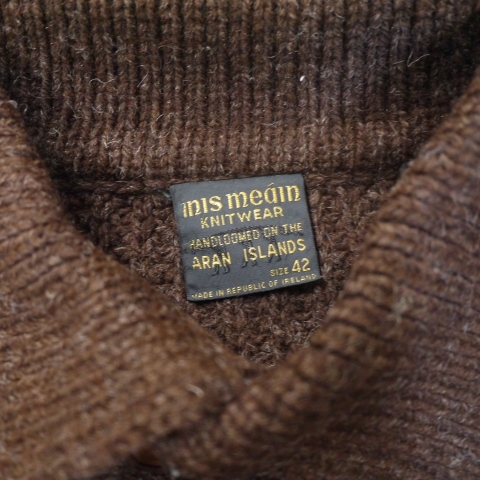 inis meáin
KNITWEAR
HANDLOOMED ON THE
ARAN ISLANDS
SIZE 42
MADE IN REPUBLIC OF IRELAND